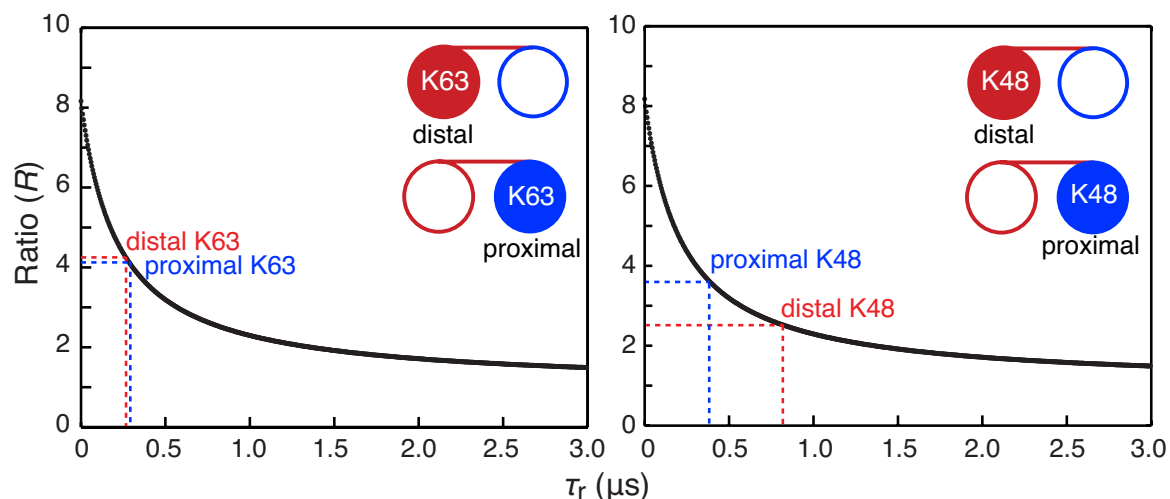 10
8
6
4
2
0
Ratio (R)
K63
distal
K63
proximal
distal K63
proximal K63
0 0.5 1.0 1.5 2.0 2.5 3.0
10
8
6
4
2
0
K48
distal
K48
proximal
proximal K48
distal K48
0 0.5 1.0 1.5 2.0 2.5 3.0
τr (μs)